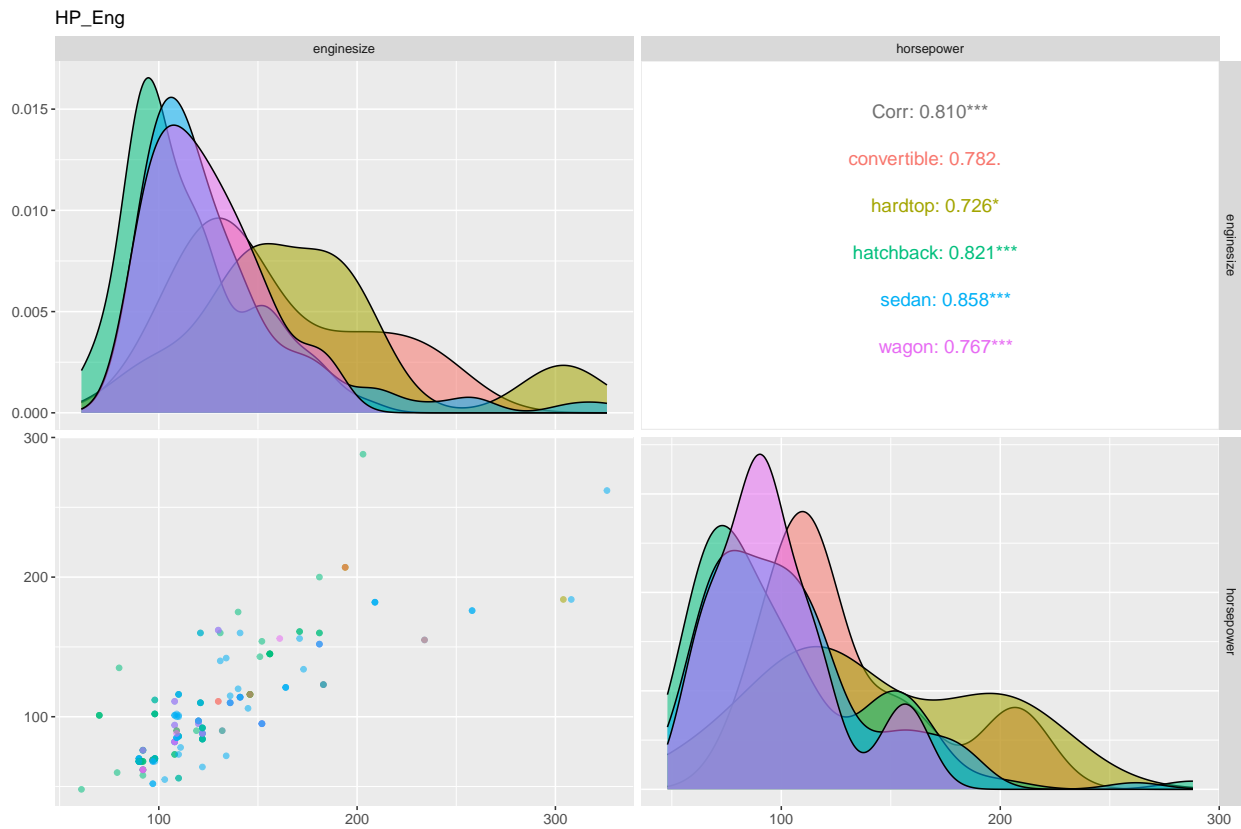 HP_Eng
enginesize
horsepower
0.015
0.010
0.005
0.000
Corr: 0.810***
convertible: 0.782.
hardtop: 0.726*
hatchback: 0.821***
sedan: 0.858***
wagon: 0.767***
enginesize
300
200
100
horsepower
100
200
300
100
200
300